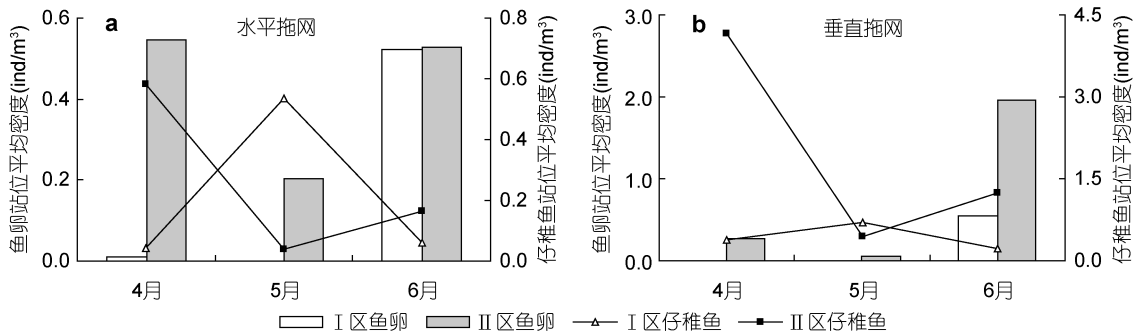 a 水平拖网
鱼卵站位平均密度(ind/m³)
0.6
0.4
0.2
0.0
仔稚鱼站位平均密度(ind/m³)
0.8
0.6
0.4
0.2
0.0
4月 5月 6月
b 垂直拖网
鱼卵站位平均密度(ind/m³)
3.0
2.0
1.0
0.0
仔稚鱼站位平均密度(ind/m³)
4.5
3.0
1.5
0.0
4月 5月 6月
Ⅰ区鱼卵 Ⅱ区鱼卵 Ⅰ区仔稚鱼 Ⅱ区仔稚鱼